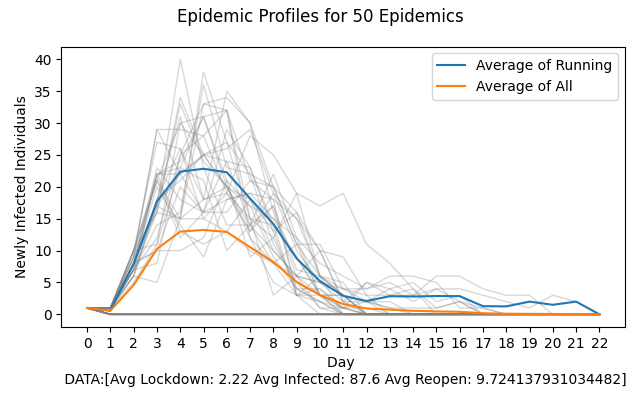 Epidemic Profiles for 50 Epidemics
Average of Running
Average of All
Newly Infected Individuals
40
35
30
25
20
15
10
5
0
0 1 2 3 4 5 6 7 8 9 10 11 12 13 14 15 16 17 18 19 20 21 22
Day
DATA:[Avg Lockdown: 2.22 Avg Infected: 87.6 Avg Reopen: 9.724137931034482]